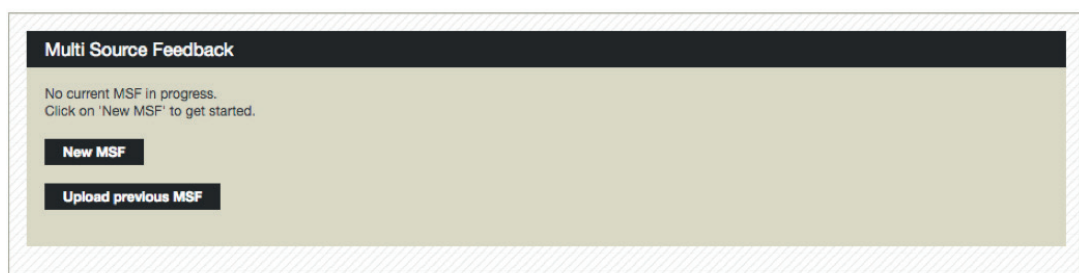 Multi Source Feedback
No current MSF in progress.
Click on 'New MSF' to get started.
New MSF
Upload previous MSF